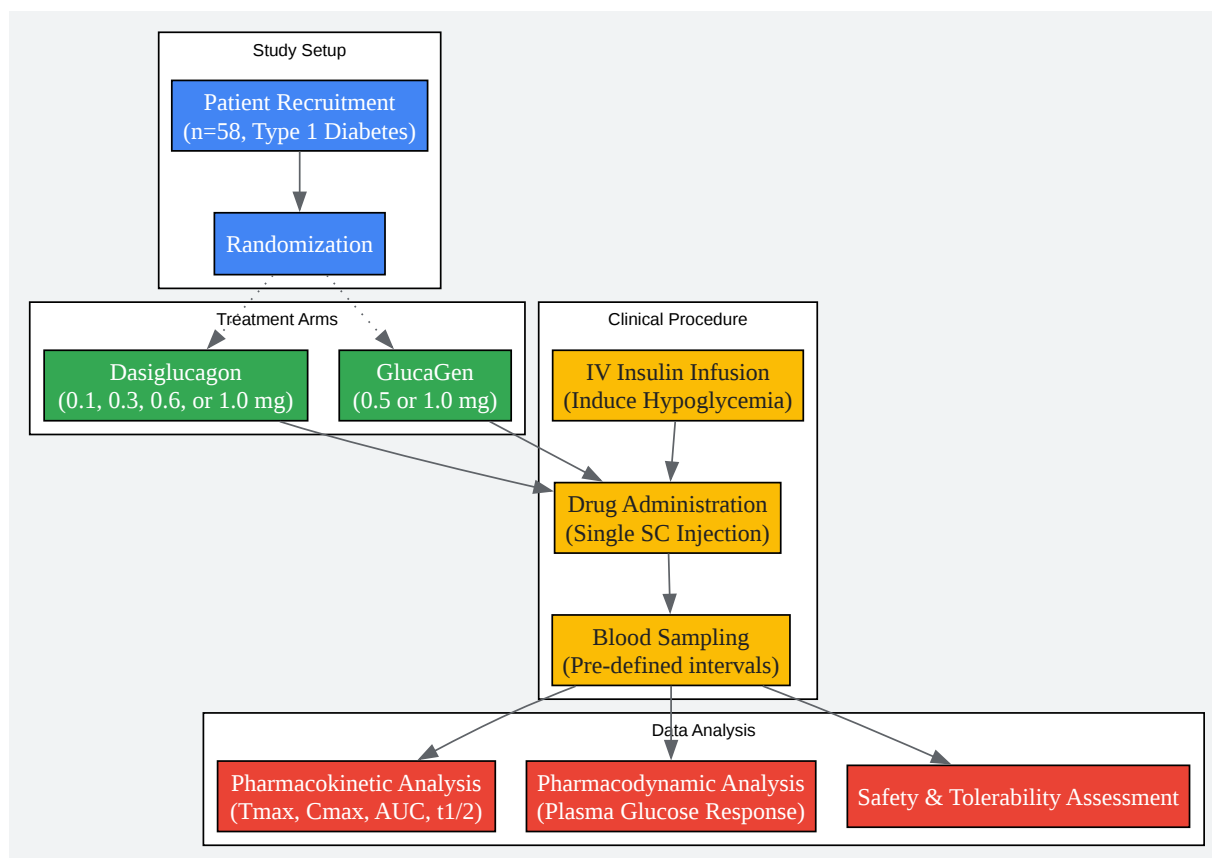 Study Setup
Patient Recruitment
(n=58, Type 1 Diabetes)
Randomization
Treatment Arms
Dasiglucagon
(0.1, 0.3, 0.6, or 1.0 mg)
GlucaGen
(0.5 or 1.0 mg)
Clinical Procedure
IV Insulin Infusion
(Induce Hypoglycemia)
Drug Administration
(Single SC Injection)
Blood Sampling
(Pre-defined intervals)
Data Analysis
Pharmacokinetic Analysis
(Tmax, Cmax, AUC, t1/2)
Pharmacodynamic Analysis
(Plasma Glucose Response)
Safety & Tolerability Assessment